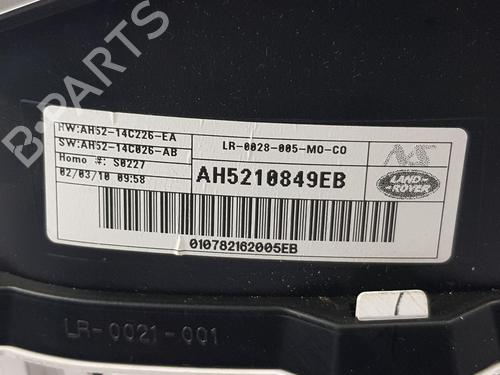 B-PARTS
HW:AH52-14C226-EA
SW:AH52-14C026-AB
Homo #: S0227
02/03/10 09:58
LR-0028-005-MO-CO
AH5210849EB
LAND-
ROVER
010782162005EB
LR-0021-001